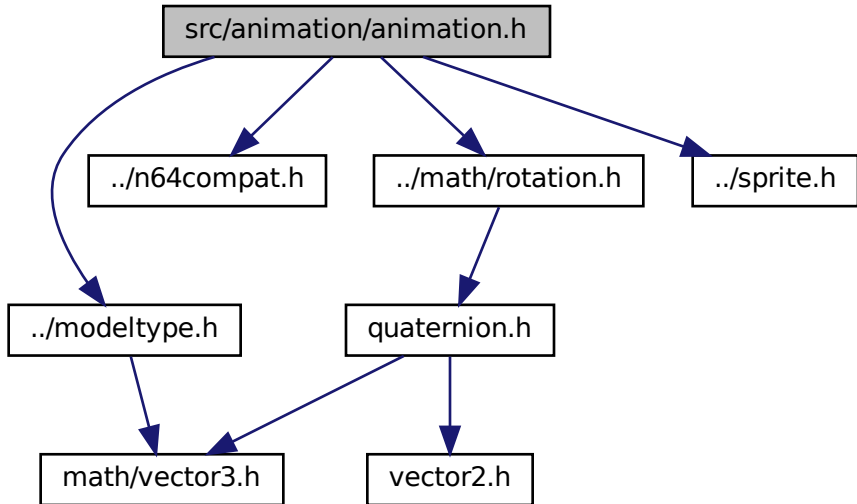 src/animation/animation.h
../n64compat.h
../math/rotation.h
../sprite.h
../modeltype.h
quaternion.h
math/vector3.h
vector2.h